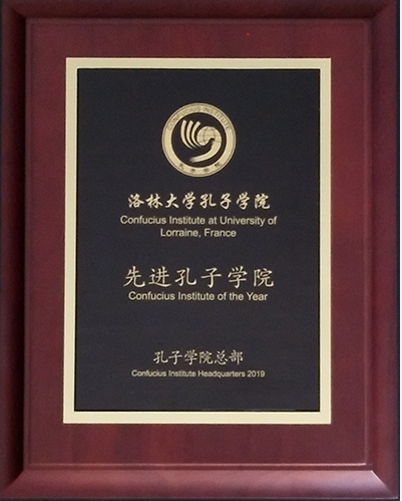 洛林大学孔子学院
Confucius Institute at University of
Lorraine, France
先进孔子学院
Confucius Institute of the Year
孔子学院总部
Confucius Institute Headquarters 2019